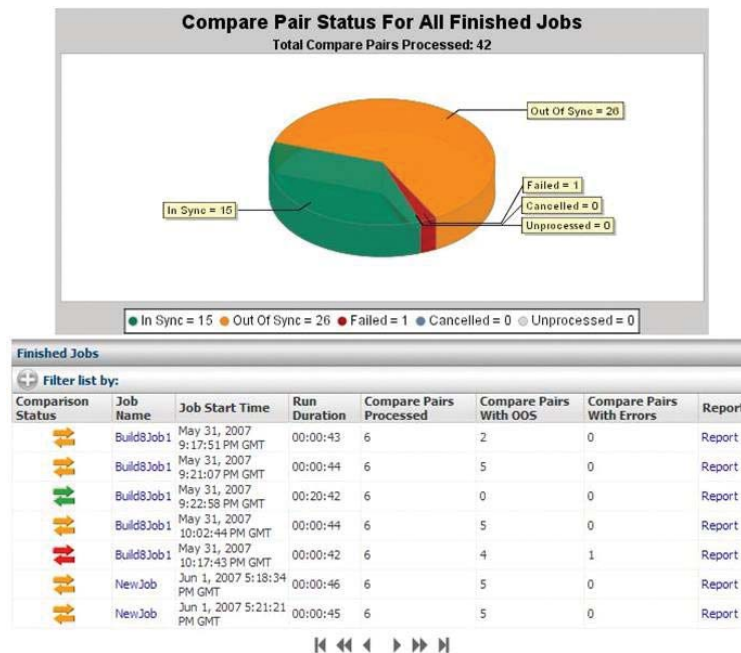 Compare Pair Status For All Finished Jobs
Total Compare Pairs Processed: 42
Out Of Sync = 26
Failed = 1
Cancelled = 0
Unprocessed = 0
In Sync = 15
In Sync = 15 Out Of Sync = 26 Failed = 1 Cancelled = 0 Unprocessed = 0
Finished Jobs
Filter list by:
Comparison Status Job Name Job Start Time Run Duration Compare Pairs Processed Compare Pairs With OOS Compare Pairs With Errors Report
Build8Job1 May 31, 2007 9:17:51 PM GMT 00:00:43 6 2 0 Report
Build8Job1 May 31, 2007 9:21:07 PM GMT 00:00:44 6 5 0 Report
Build8Job1 May 31, 2007 9:22:58 PM GMT 00:20:42 6 0 0 Report
Build8Job1 May 31, 2007 10:02:44 PM GMT 00:00:44 6 5 0 Report
Build8Job1 May 31, 2007 10:17:43 PM GMT 00:00:42 6 4 1 Report
NewJob Jun 1, 2007 5:18:34 PM GMT 00:00:46 6 5 0 Report
NewJob Jun 1, 2007 5:21:21 PM GMT 00:00:45 6 5 0 Report